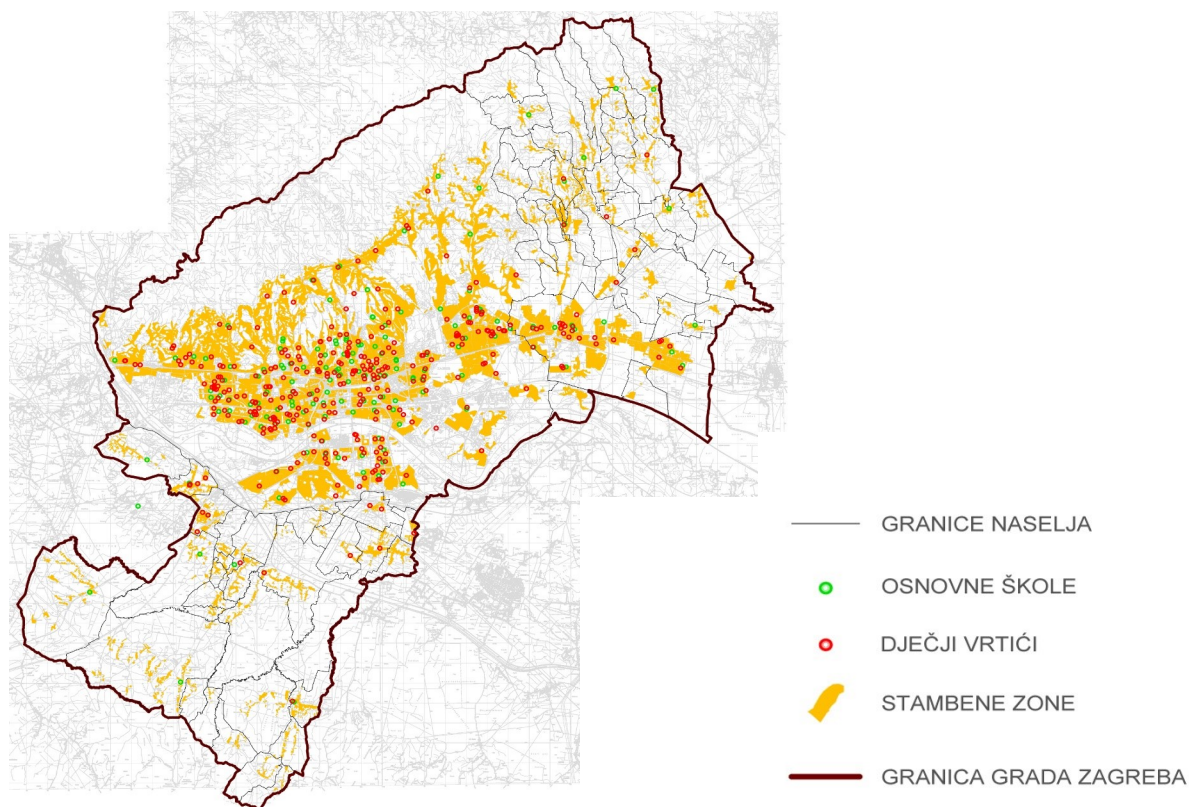 GRANICE NASELJA
OSNOVNE ŠKOLE
DJEČJI VRTIĆI
STAMBENE ZONE
GRANICA GRADA ZAGREBA